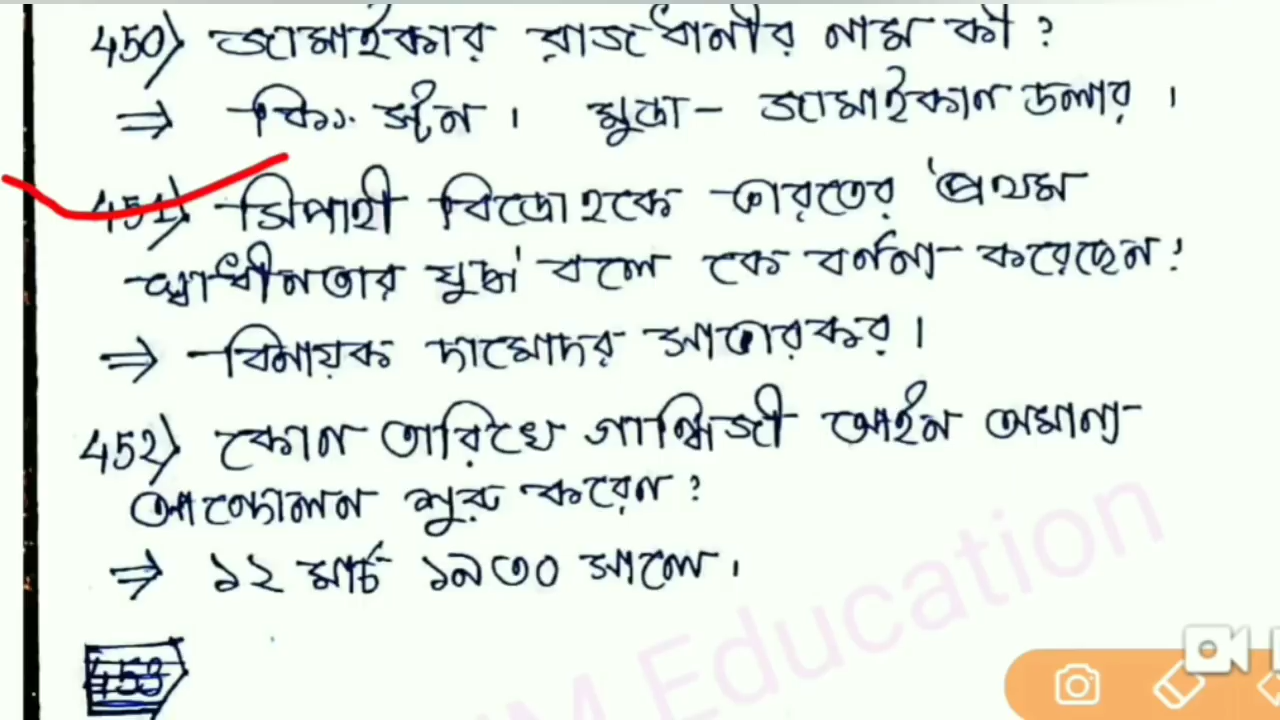 450) জামাইকার রাজধানীর নাম কী?
⇒ কিংস্টন। মুদ্রা - জামাইকান ডলার।
451) সিপাহী বিদ্রোহকে ভারতের প্রথম
স্বাধীনতার যুদ্ধ বলে কে বর্ণনা করেছেন?
⇒ বিনায়ক দামোদর সাভারকর।
452) কোন তারিখে গান্ধিজী আইন অমান্য
আন্দোলন শুরু করেন?
⇒ ১২ মার্চ ১৯৩০ সালে।
453
M Education